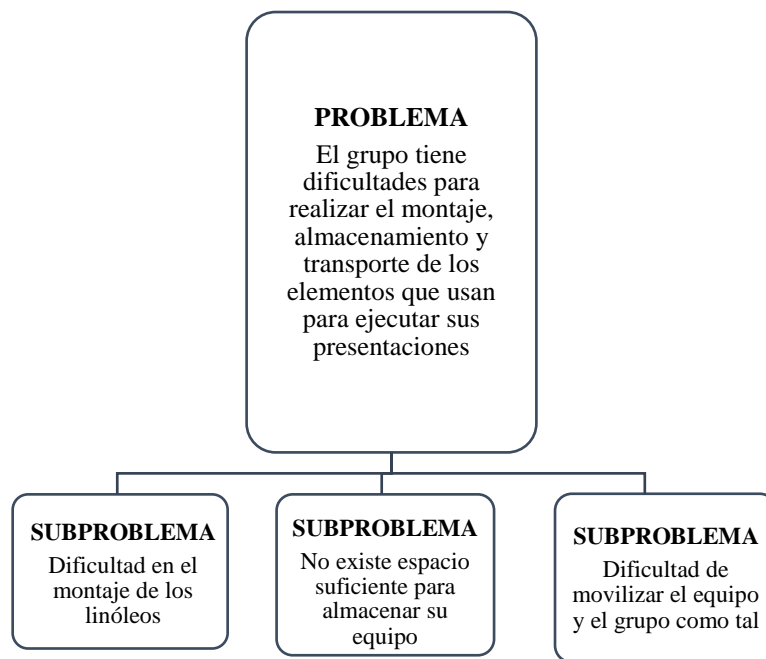 PROBLEMA
El grupo tiene
dificultades para
realizar el montaje,
almacenamiento y
transporte de los
elementos que usan
para ejecutar sus
presentaciones
SUBPROBLEMA
Dificultad en el
montaje de los
linóleos
SUBPROBLEMA
No existe espacio
suficiente para
almacenar su
equipo
SUBPROBLEMA
Dificultad de
movilizar el equipo
y el grupo como tal